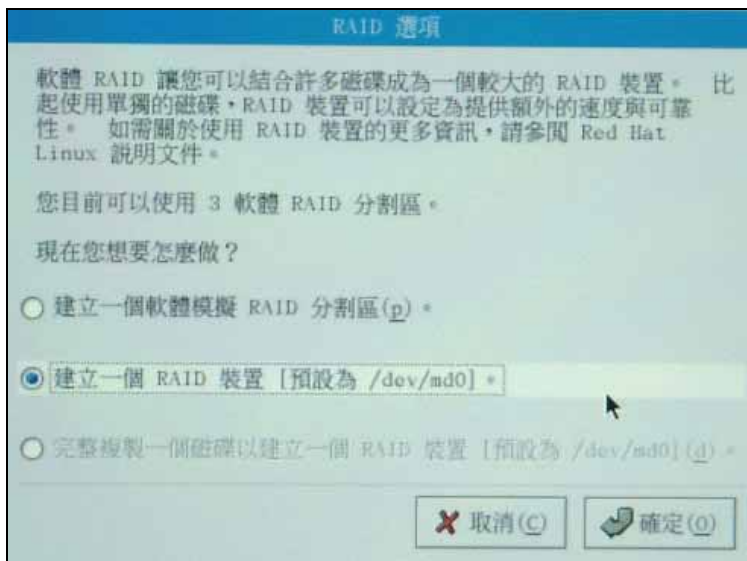 RAID 選項
軟體 RAID 讓您可以結合許多磁碟成為一個較大的 RAID 裝置。 比
起使用單獨的磁碟，RAID 裝置可以設定為提供額外的速度與可靠
性。 如需關於使用 RAID 裝置的更多資訊，請參閱 Red Hat
Linux 說明文件。
您目前可以使用 3 軟體 RAID 分割區。
現在您想要怎麼做？
建立一個軟體模擬 RAID 分割區(p)。
建立一個 RAID 裝置 [預設為 /dev/md0]。
完整複製一個磁碟以建立一個 RAID 裝置 [預設為 /dev/md0](d)。
取消(C) 確定(O)